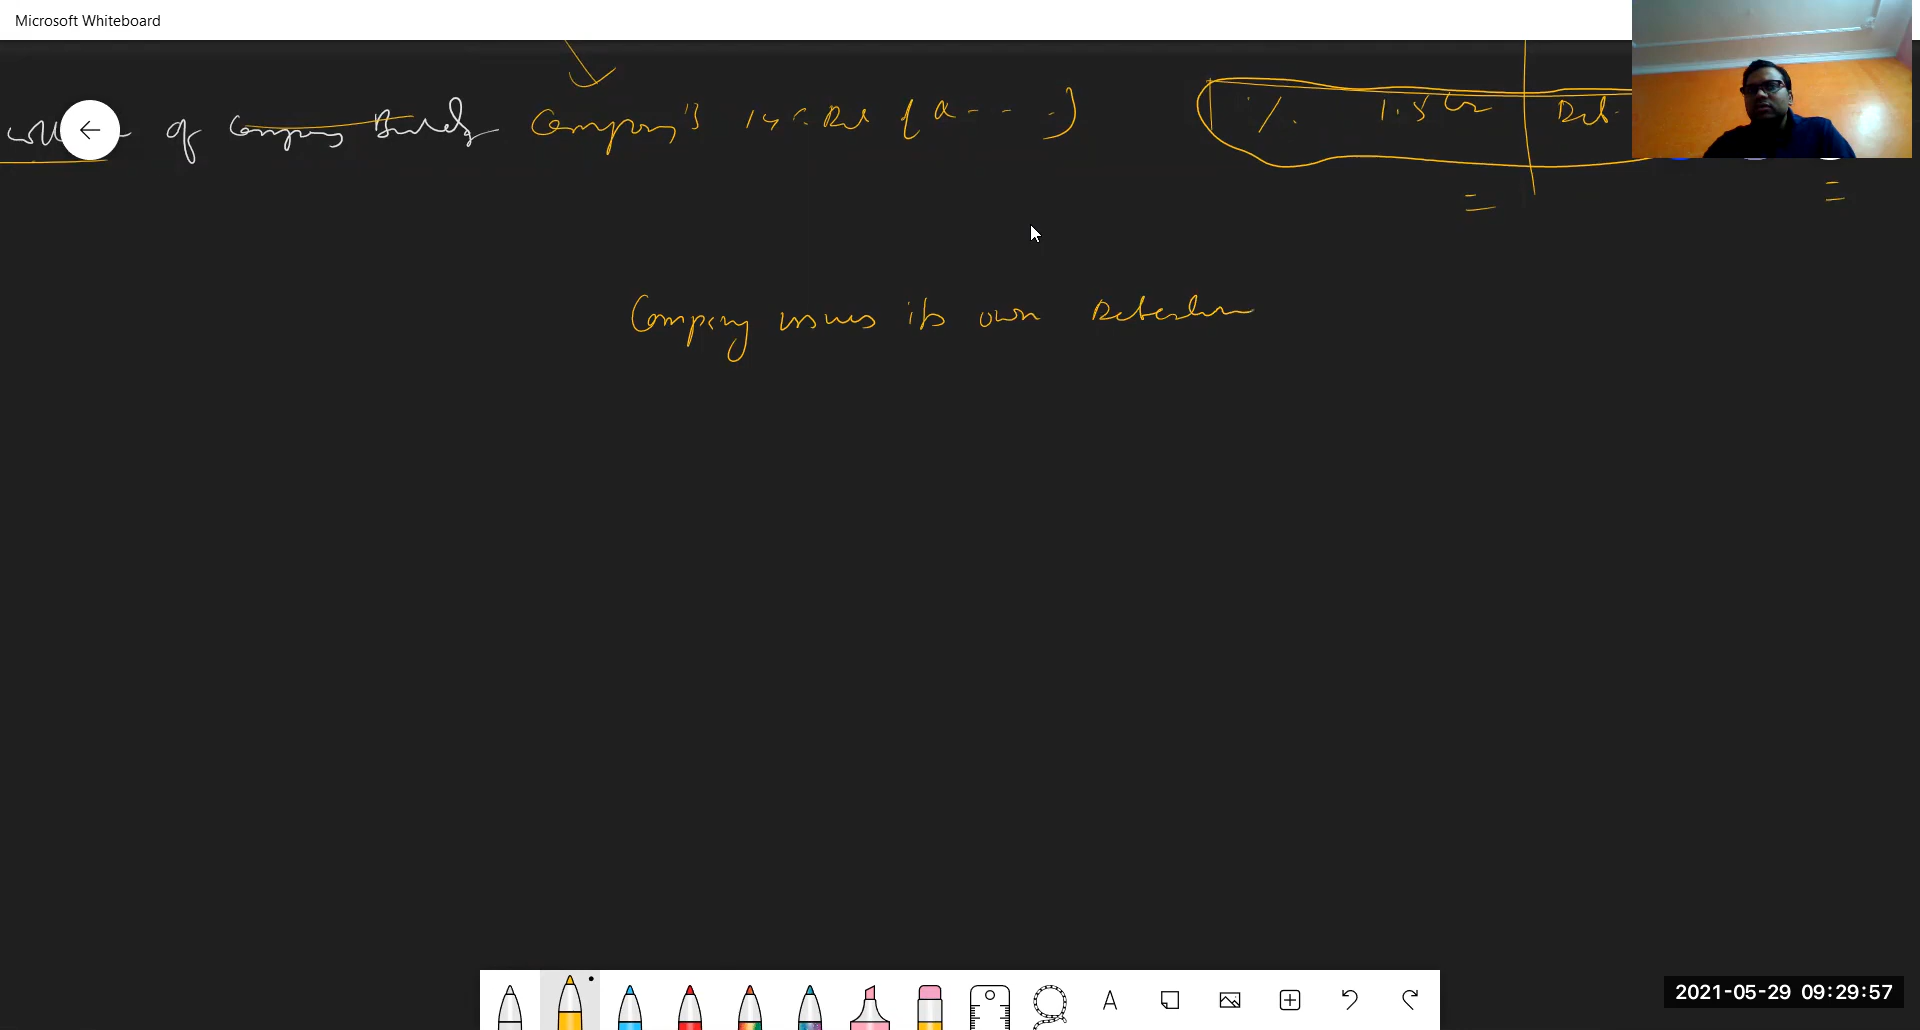 Microsoft Whiteboard
of Company Company's 14% Deb (a - - -)
% 1.5 Cr Deb.
=
=
Company issues its own Debenture
2021-05-29 09:29:57